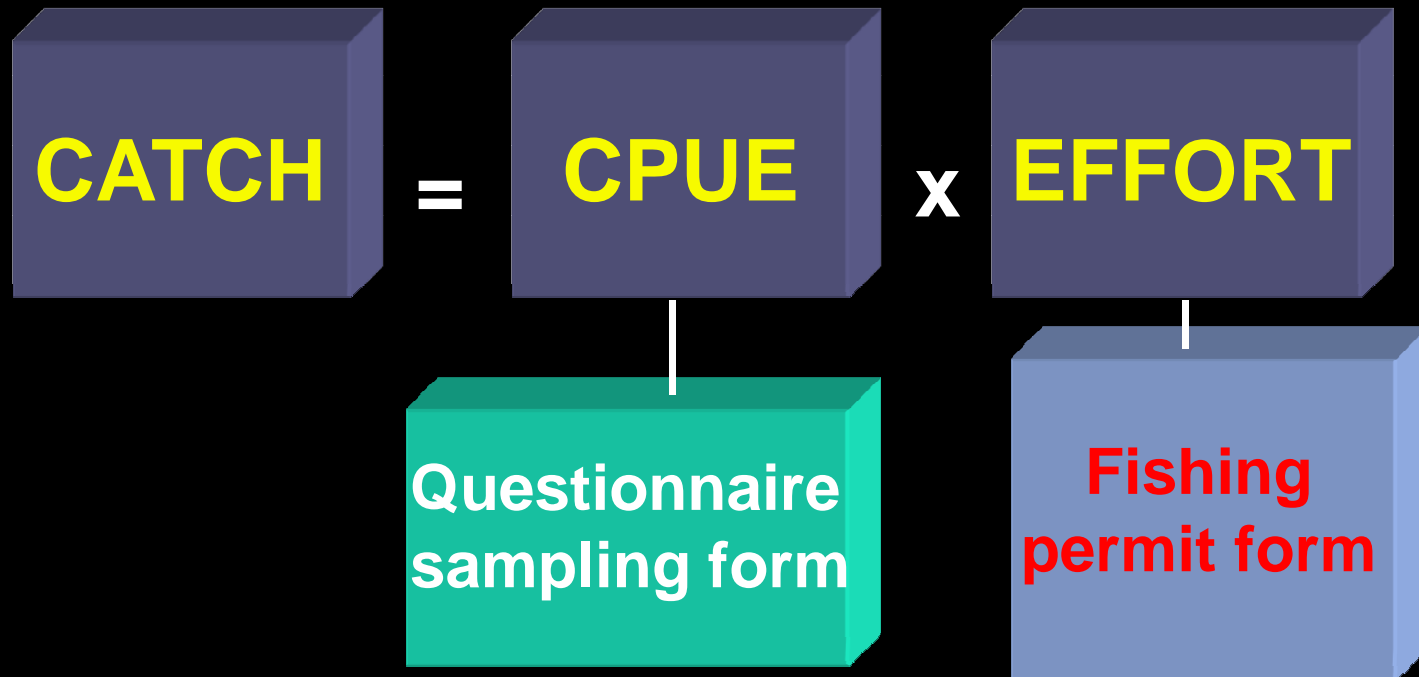 CATCH = CPUE x EFFORT
Questionnaire
sampling form
Fishing
permit form